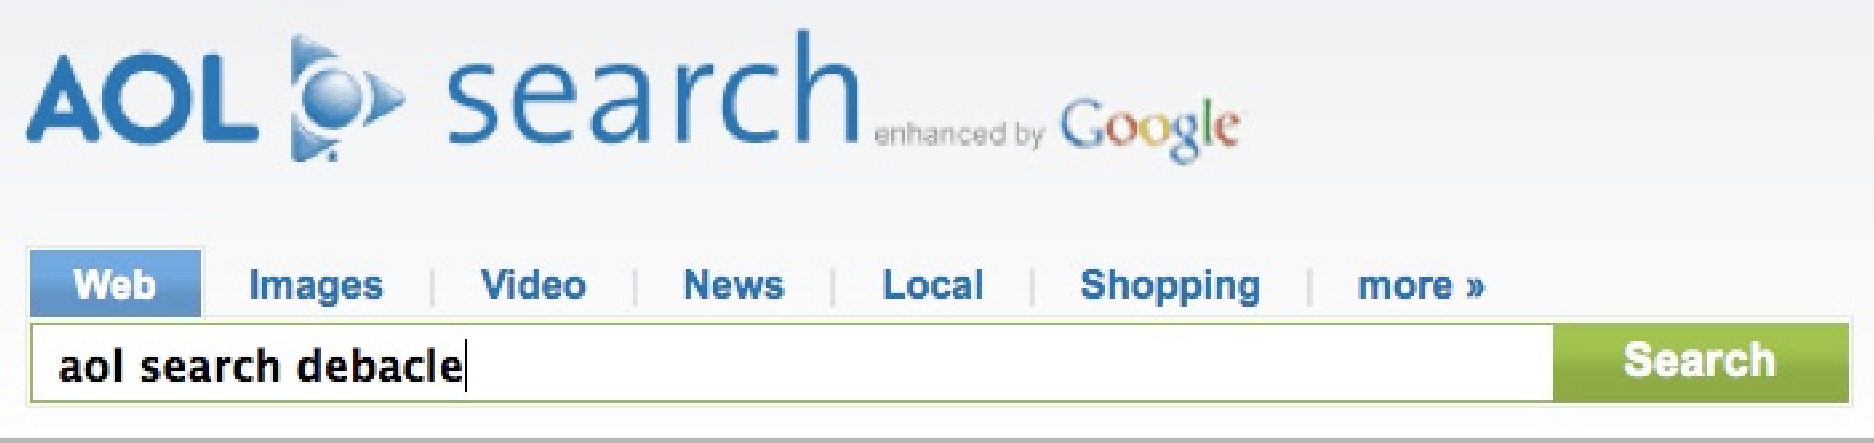 AOL search enhanced by Google
Web Images Video News Local Shopping more »
aol search debacle Search